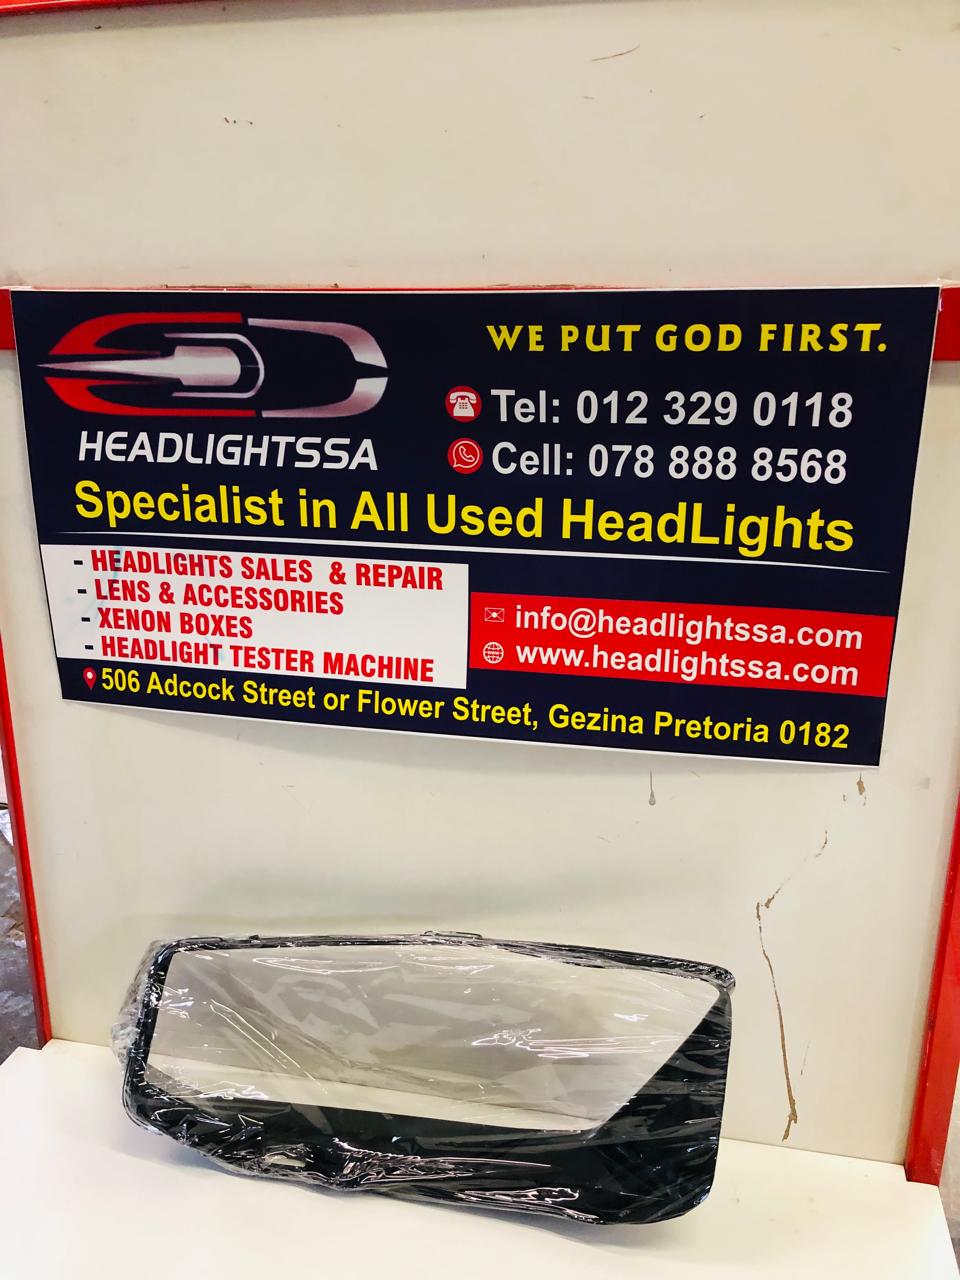 WE PUT GOD FIRST.
HEADLIGHTSSA
Tel: 012 329 0118
Cell: 078 888 8568
Specialist in All Used HeadLights
- HEADLIGHTS SALES & REPAIR
- LENS & ACCESSORIES
- XENON BOXES
- HEADLIGHT TESTER MACHINE
info@headlightssa.com
www.headlightssa.com
506 Adcock Street or Flower Street, Gezina Pretoria 0182